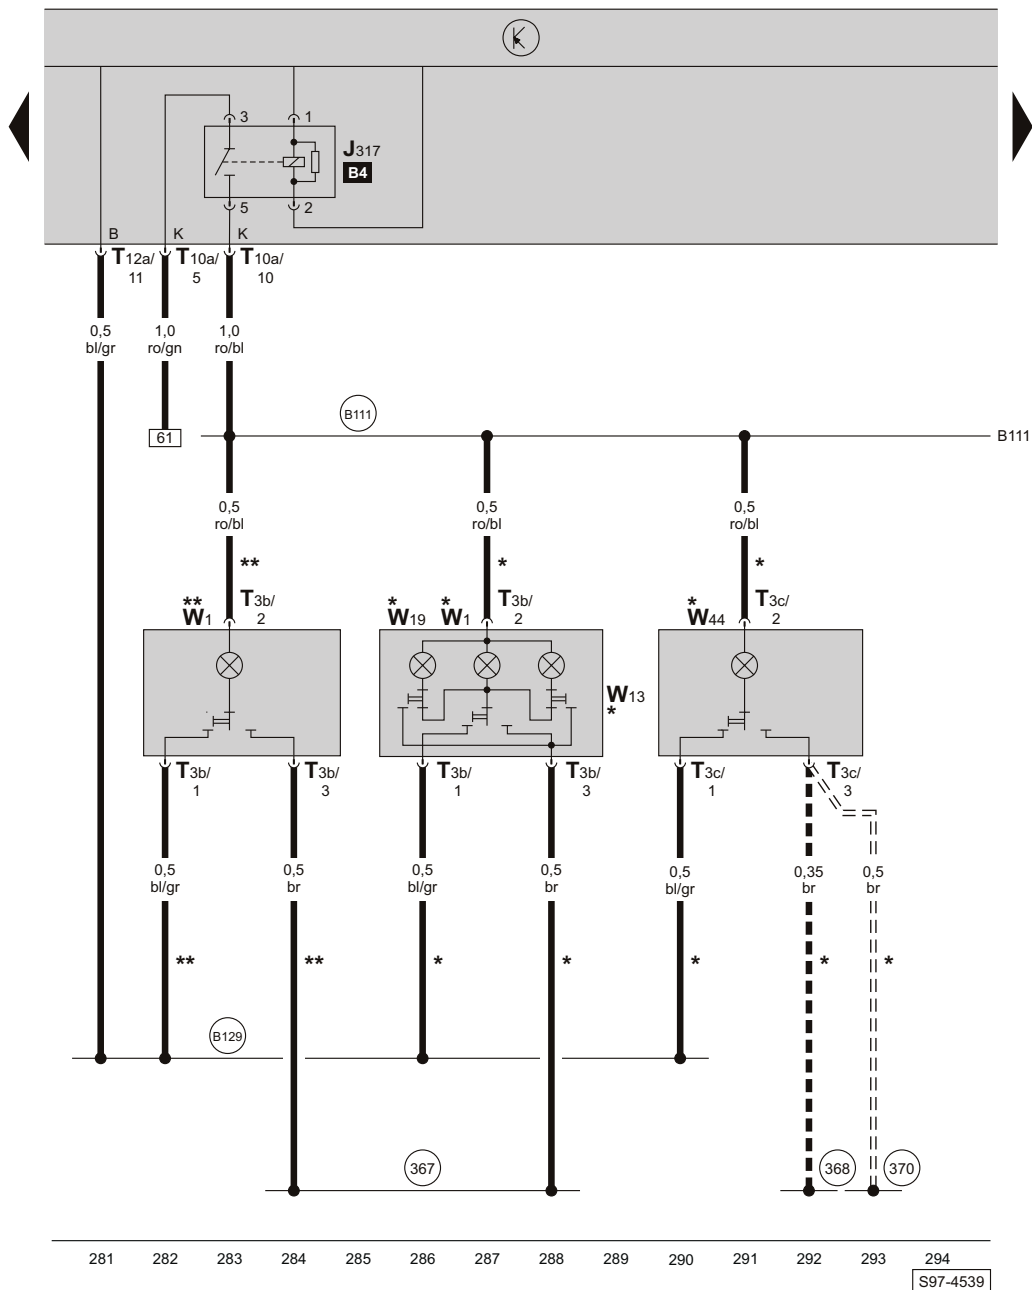 3 1
J317
B4
5 2
B K K
T12a/ T10a/ T10a/
11 5 10
0,5 1,0 1,0
bl/gr ro/gn ro/bl
B111
61
B111
0,5 0,5 0,5
ro/bl ro/bl ro/bl
** * *
** T3b/ * * T3b/ * T3c/
W1 2 W19 W1 2 W44 2
W13
*
T3b/ T3b/ T3b/ T3b/ T3c/ T3c/
1 3 1 3 1 3
0,5 0,5 0,5 0,5 0,5 0,35 0,5
bl/gr br bl/gr br bl/gr br br
** ** * * * * *
B129
367 368 370
281 282 283 284 285 286 287 288 289 290 291 292 293 294
S97-4539